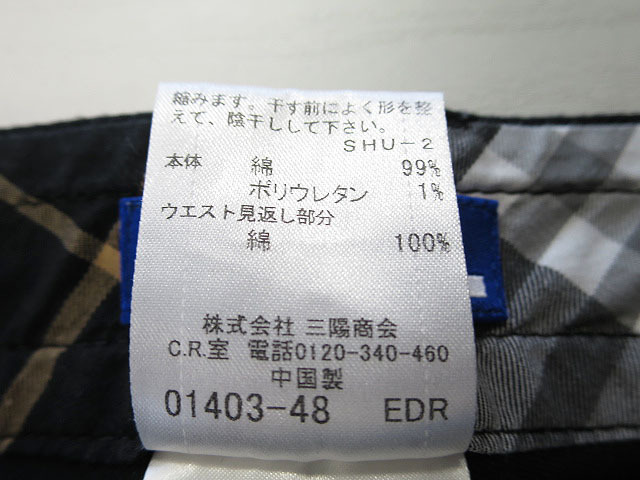 縮みます。干す前によく形を整
えて、陰干しして下さい。
SHU-2
本体 綿 99%
ポリウレタン 1%
ウエスト見返し部分
綿 100%
株式会社 三陽商会
C.R.室 電話0120-340-460
中国製
01403-48 EDR